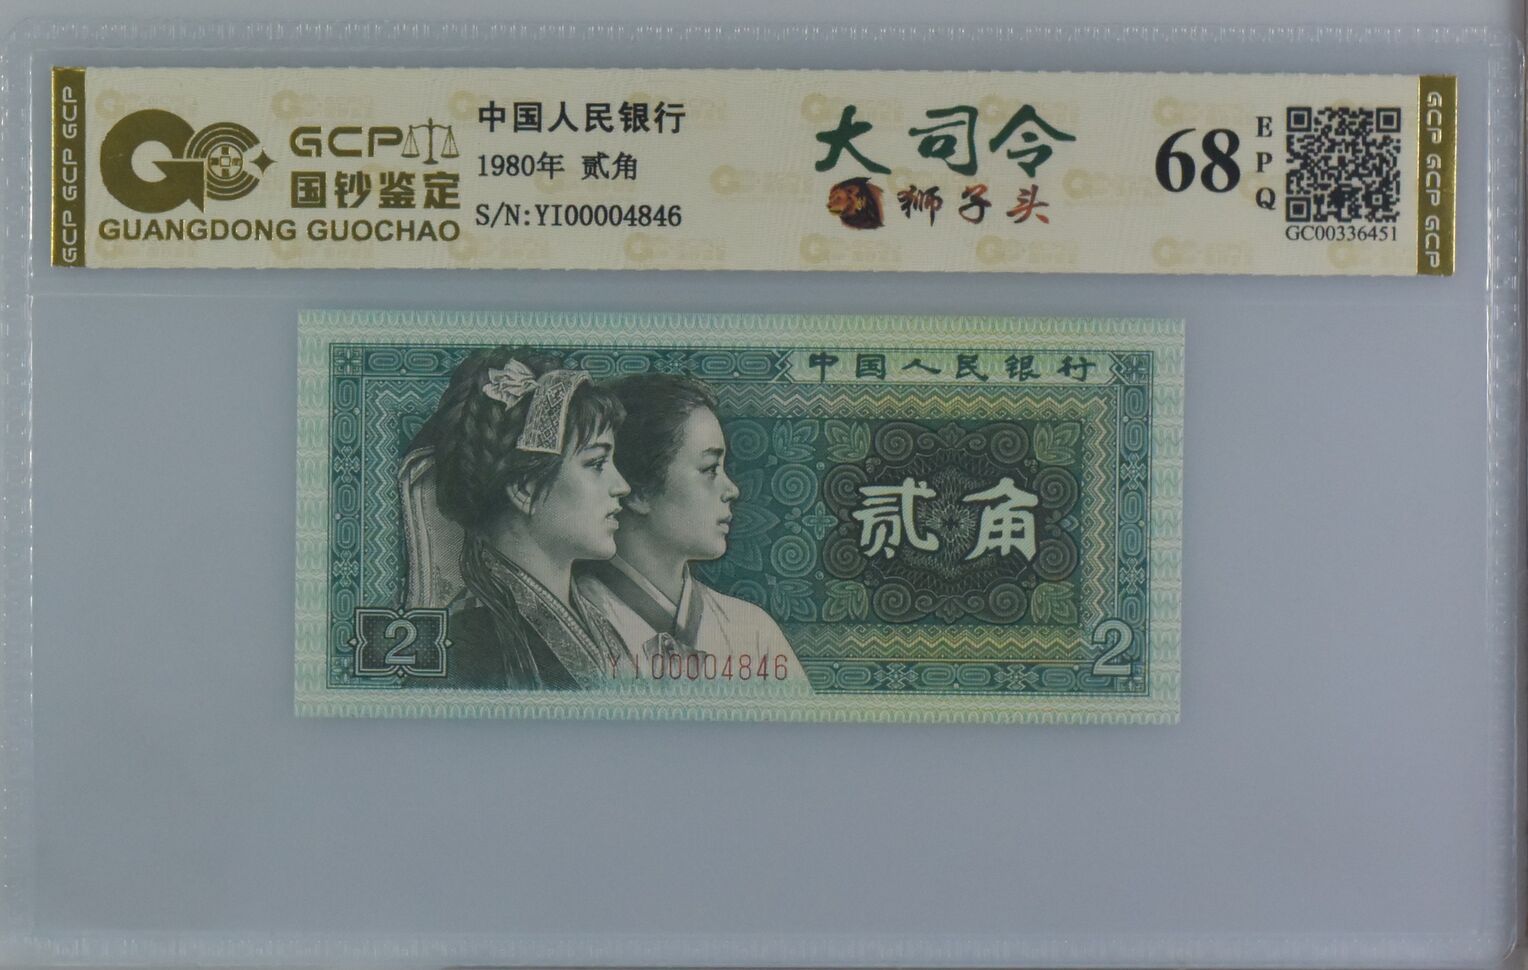 GCP GCP GCP
GCP
国钞鉴定
GUANGDONG GUOCHAO
中国人民银行
1980年 贰角
S/N:YI00004846
大司令
狮子头
68
EPQ
GC00336451
GCP GCP GCP
中国人民银行
贰角
2
YI00004846
2